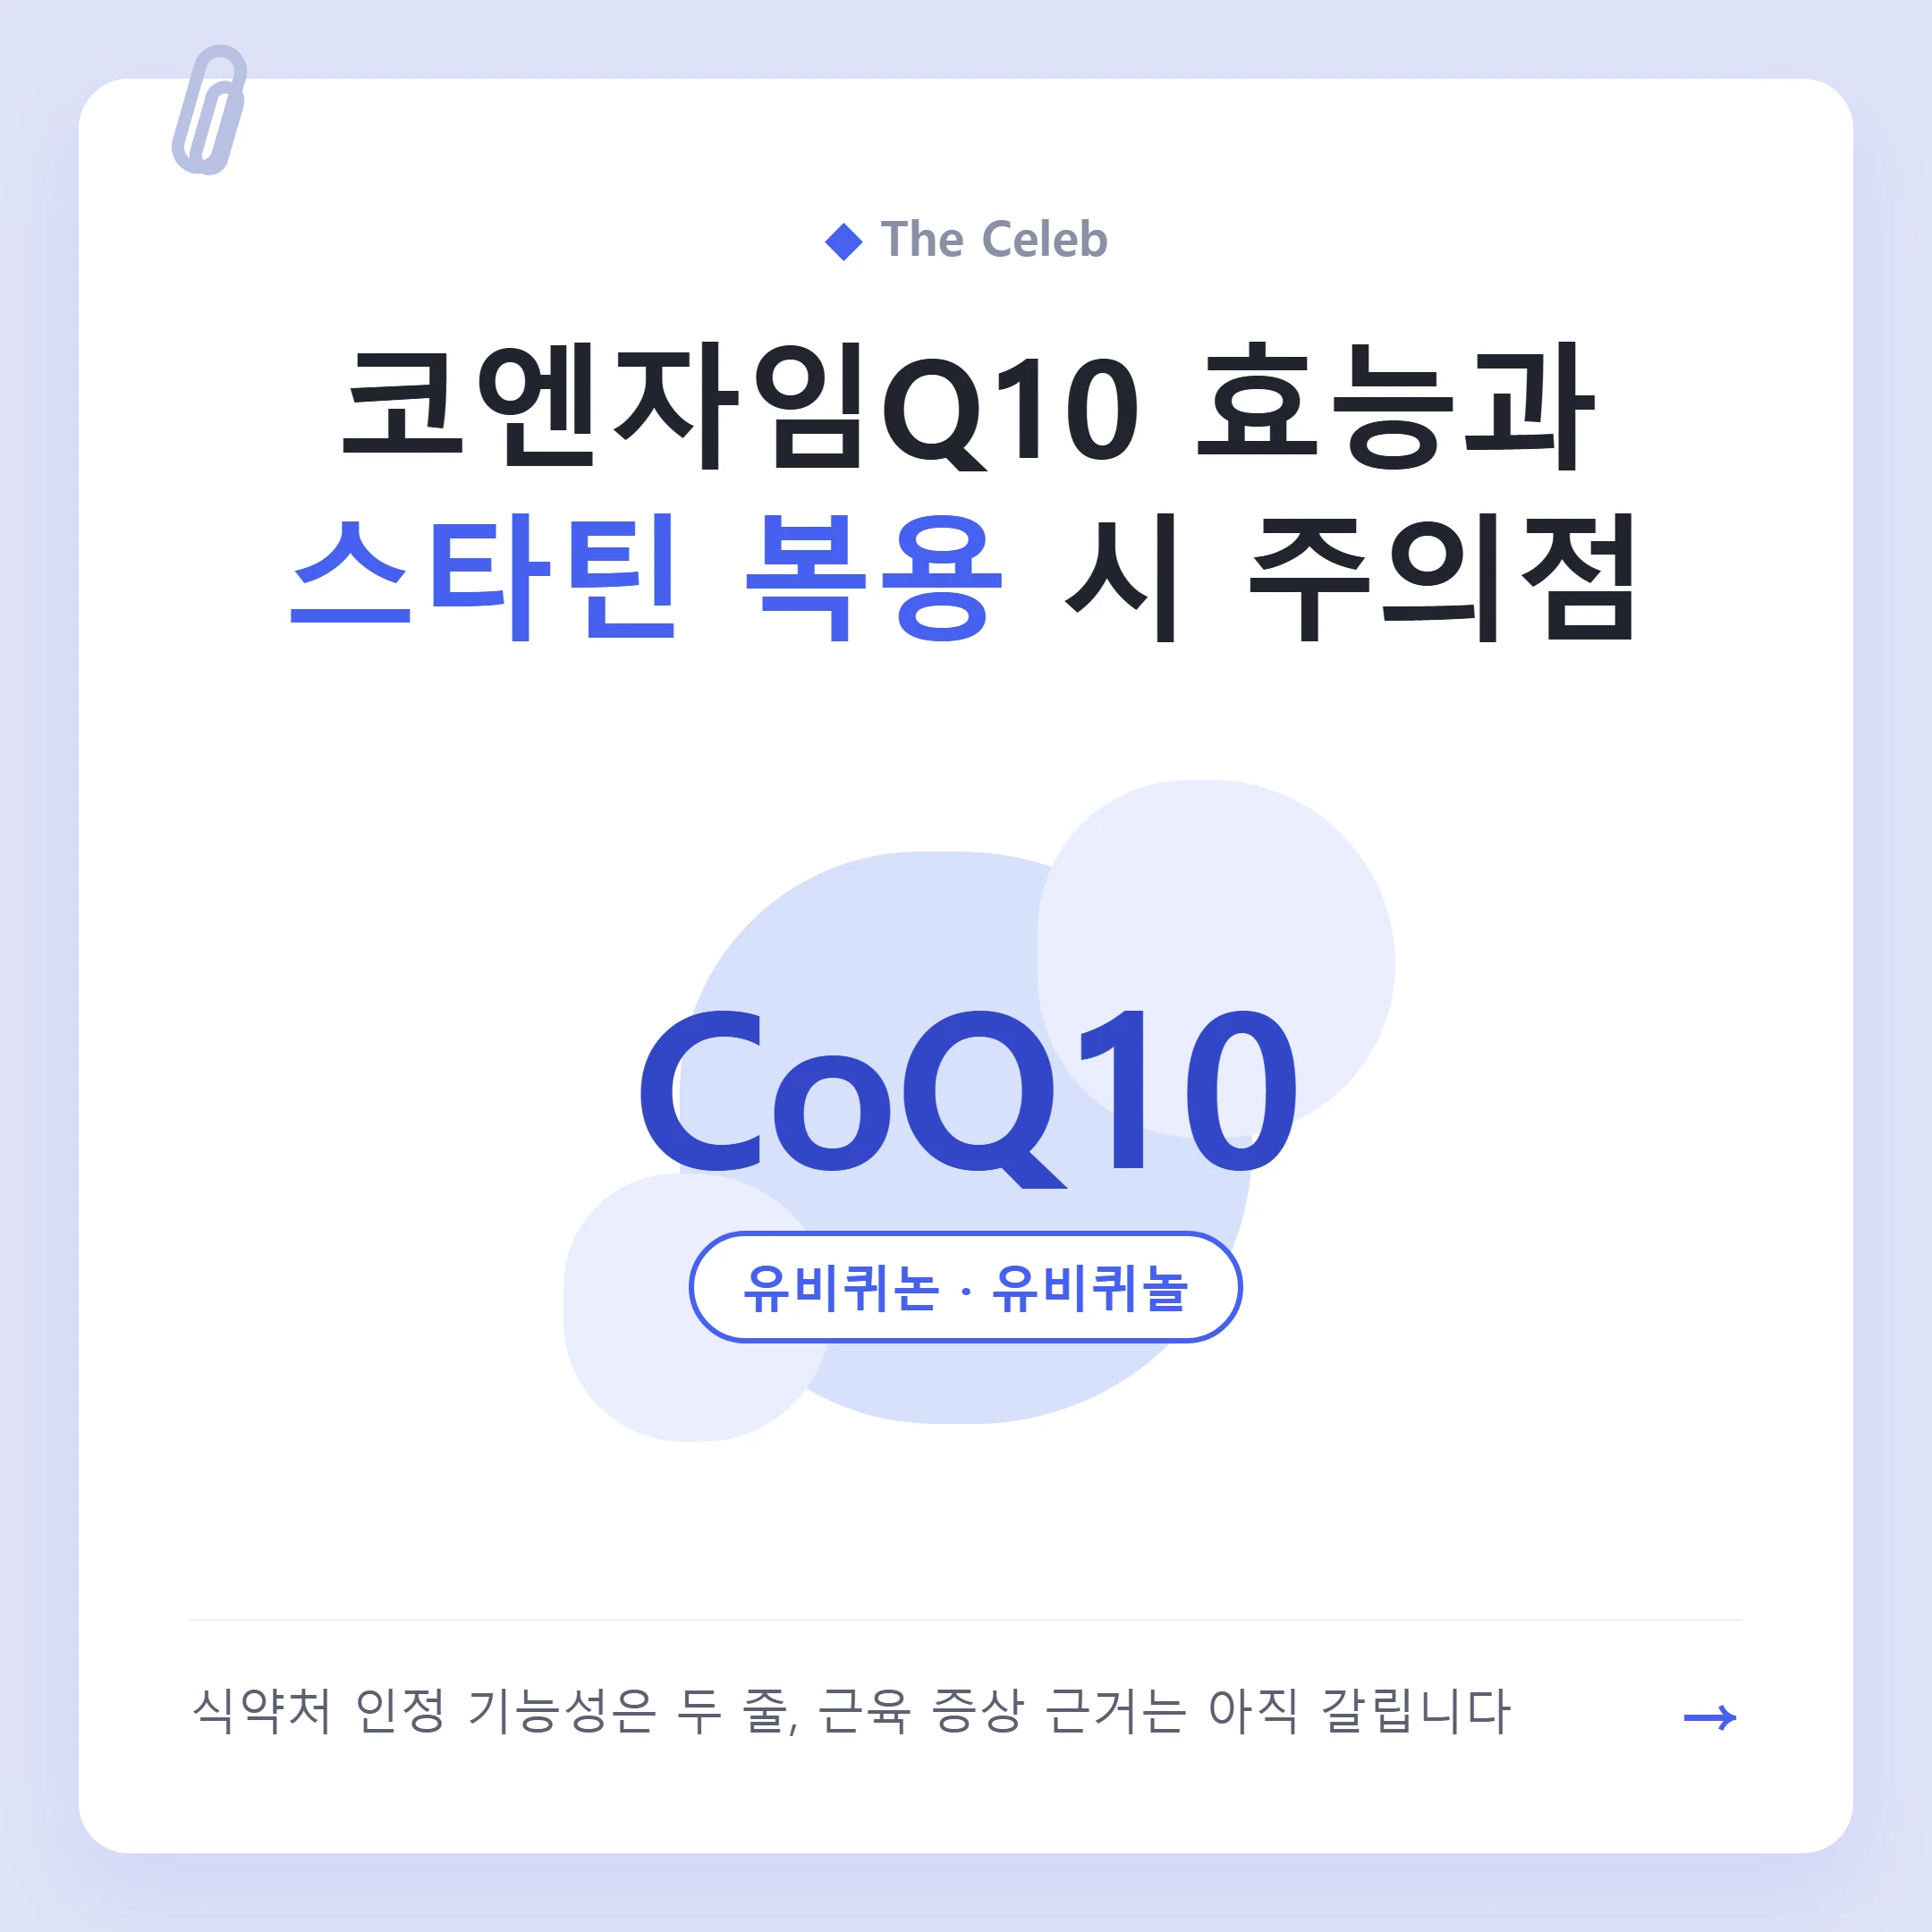 ◆ The Celeb
코엔자임Q10 효능과
스타틴 복용 시 주의점
CoQ10
유비퀴논 · 유비퀴놀
식약처 인정 기능성은 두 줄, 근육 증상 근거는 아직 갈립니다 →